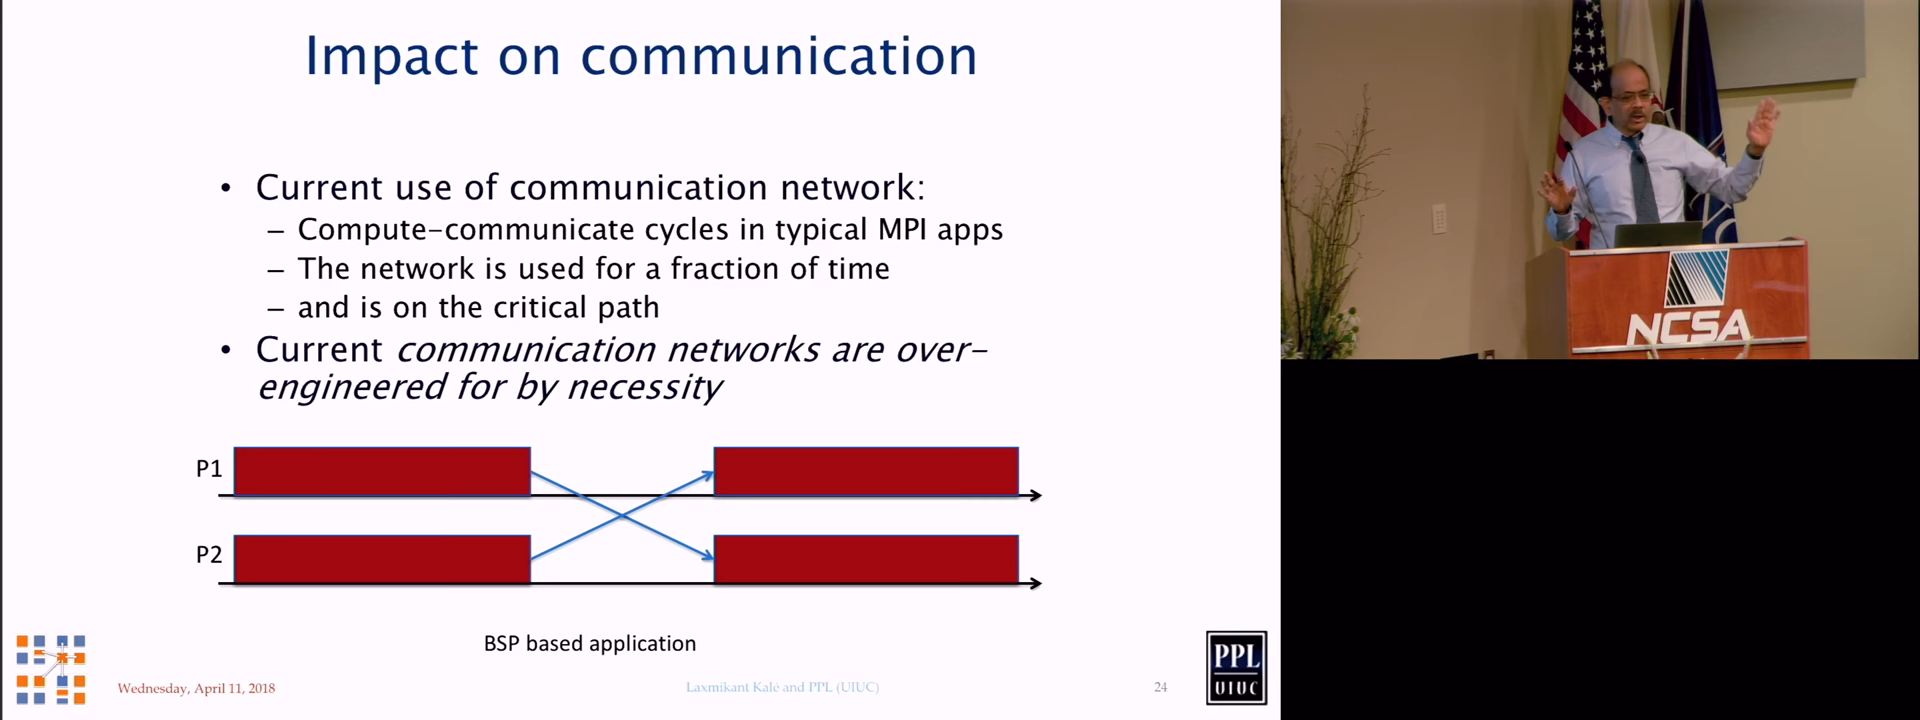 Impact on communication
• Current use of communication network:
– Compute-communicate cycles in typical MPI apps
– The network is used for a fraction of time
– and is on the critical path
• Current communication networks are over-
engineered for by necessity
P1
P2
BSP based application
Wednesday, April 11, 2018
Laxmikant Kalé and PPL (UIUC)
24
PPL
UIUC
NCSA